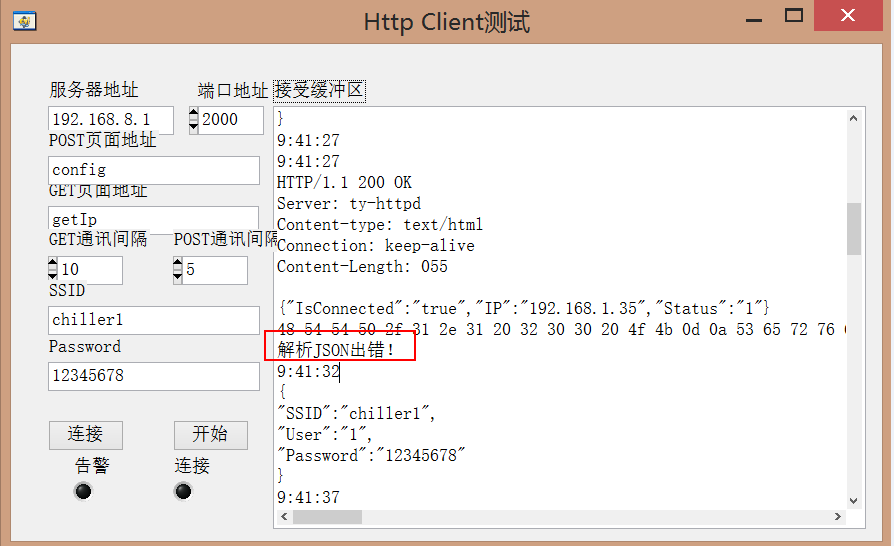 Http Client测试
服务器地址
端口地址
192.168.8.1
2000
POST页面地址
config
GET页面地址
getIp
GET通讯间隔
POST通讯间隔
10
5
SSID
chiller1
Password
12345678
连接
开始
告警
连接
接受缓冲区
}
9:41:27
9:41:27
HTTP/1.1 200 OK
Server: ty-httpd
Content-type: text/html
Connection: keep-alive
Content-Length: 055
{"IsConnected":"true","IP":"192.168.1.35","Status":"1"}
48 54 54 50 2f 31 2e 31 20 32 30 30 20 4f 4b 0d 0a 53 65 72 76
解析JSON出错!
9:41:32
{
"SSID":"chiller1",
"User":"1",
"Password":"12345678"
}
9:41:37